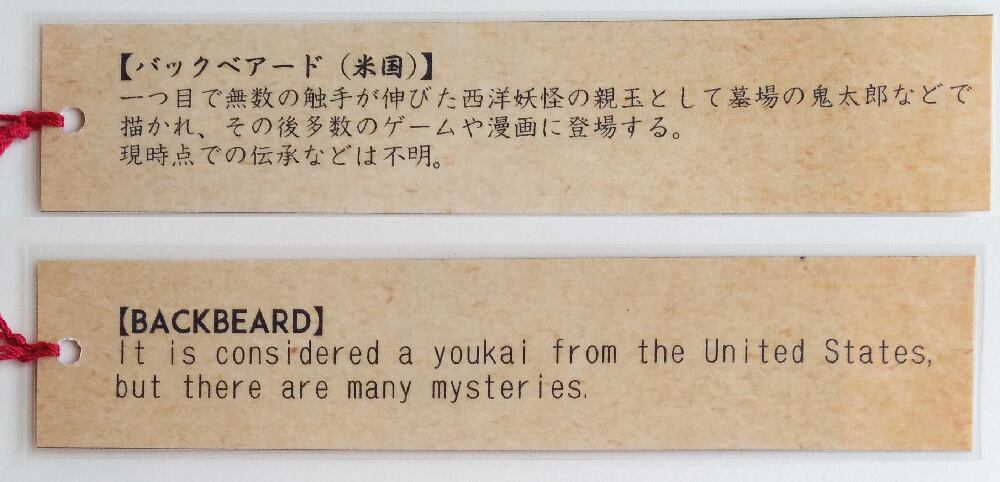 【バックベアード（米国）】
一つ目で無数の触手が伸びた西洋妖怪の親玉として墓場の鬼太郎などで
描かれ、その後多数のゲームや漫画に登場する。
現時点での伝承などは不明。
【BACKBEARD】
It is considered a youkai from the United States,
but there are many mysteries.